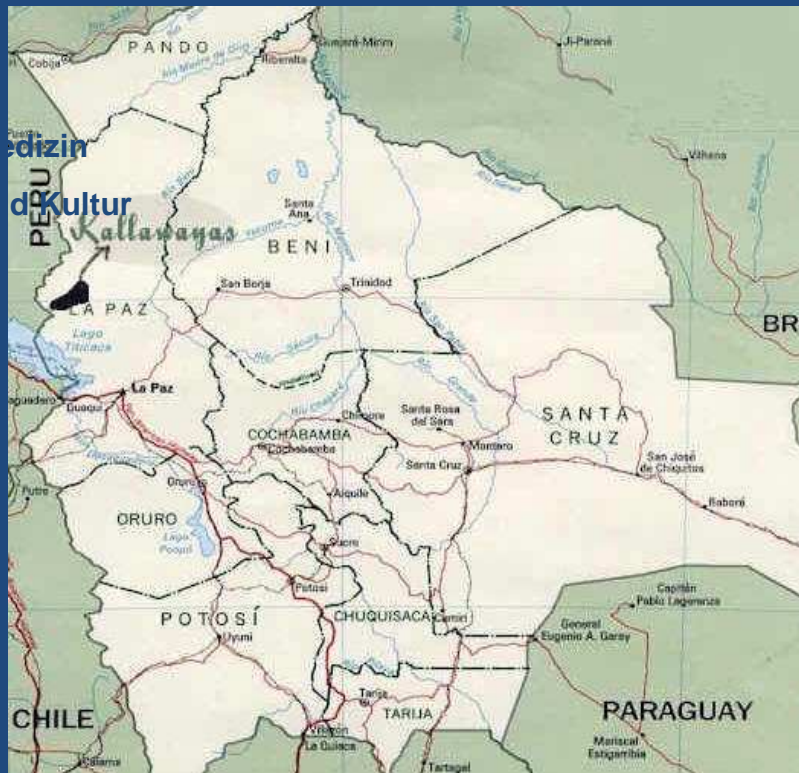 PANDO
Cobija
Riberalta
Guajará-Mirim
Ji-Paraná
edizin
d Kultur
PERU
Kallawayas
Vilhena
Santa
Ana
BENI
San Borja
Trinidad
LA PAZ
Lago
Titicaca
BR
La Paz
Guaqui
Chimore
Santa Rosa
del Sara
SANTA
CRUZ
COCHABAMBA
Cochabamba
Montero
Santa Cruz
San José
de Chiquitos
Oruro
Putre
Aiquile
Roboré
ORURO
Lago
Poopó
Sucre
Potosí
Capitán
Pablo Lagerenza
POTOSÍ
CHUQUISACA
Camiri
General
Eugenio A. Garay
Uyuni
Tarija
TARIJA
CHILE
PARAGUAY
Villazón
La Quiaca
Mariscal
Estigarribia
Calama
Tartagal